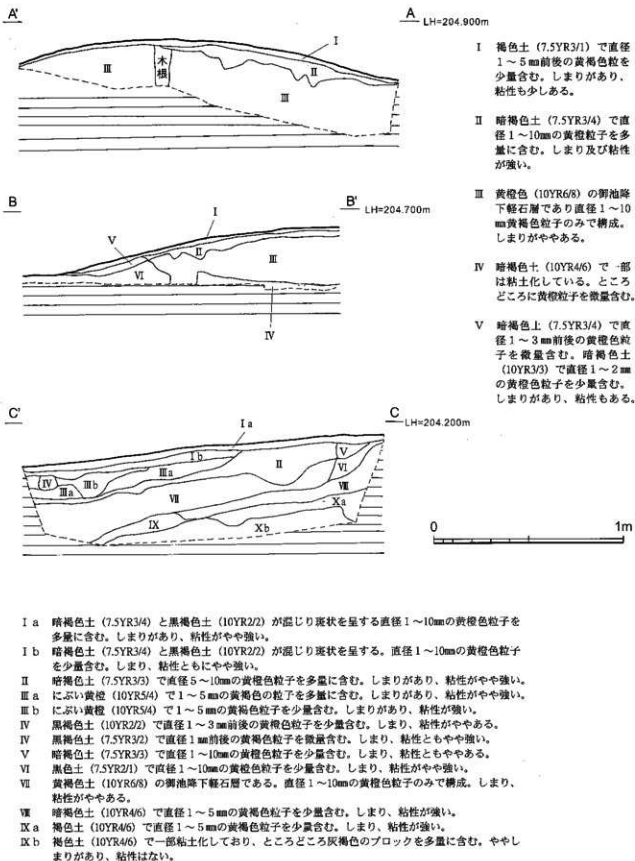 A'
A
LH=204.900m
I
III
木根
II
III
B
B'
LH=204.700m
I
V
II
III
VI
IV
C'
C
LH=204.200m
I a
I b
V
IV
III a
III b
III a
II
VI
VII
VIII
X a
IX
X b
0
1m
I 褐色土 (7.5YR3/1) で直径
1～5㎜前後の黄褐色粒を
少量含む。しまりがあり、
粘性も少しある。
II 暗褐色土 (7.5YR3/4) で直
径1～10㎜の黄橙粒子を多
量に含む。しまり及び粘性
が強い。
III 黄橙色 (10YR6/8) の御池降
下軽石層であり直径1～10
㎜黄褐色粒子のみで構成。
しまりがややある。
IV 暗褐色土 (10YR4/6) で一部
は粘土化している。ところ
どころに黄橙粒子を微量含む。
V 暗褐色上 (7.5YR3/4) で直
径1～3㎜前後の黄橙色粒
子を微量含む。暗褐色土
(10YR3/3) で直径1～2㎜
の黄橙色粒子を少量含む。
しまりがあり、粘性もある。
I a 暗褐色土 (7.5YR3/4) と黒褐色土 (10YR2/2) が混じり斑状を呈する直径1～10㎜の黄橙色粒子を
多量に含む。しまりがあり、粘性がやや強い。
I b 暗褐色土 (7.5YR3/4) と黒褐色土 (10YR2/2) が混じり斑状を呈する。直径1～10㎜の黄橙色粒子
を少量含む。しまり、粘性ともにやや強い。
II 暗褐色土 (7.5YR3/3) で直径5～10㎜の黄橙色粒子を多量に含む。しまりがあり、粘性がやや強い。
III a にぶい黄橙 (10YR5/4) で1～5㎜の黄褐色の粒子を多量に含む。しまりがあり、粘性がやや強い。
III b にぶい黄橙 (10YR5/4) で1～5㎜の黄褐色粒子を少量含む。しまりがあり、粘性が強い。
IV 黒褐色土 (10YR2/2) で直径1～3㎜前後の黄橙色粒子を少量含む。しまり、粘性がややある。
IV 黒褐色土 (7.5YR3/2) で直径1㎜前後の黄褐色粒子を微量含む。しまり、粘性ともやや強い。
V 暗褐色土 (7.5YR3/3) で直径1～10㎜の黄橙色粒子を少量含む。しまり、粘性ともややある。
VI 黒色土 (7.5YR2/1) で直径1～10㎜の黄橙色粒子を少量含む。しまり、粘性がやや強い。
VII 黄褐色土 (10YR6/8) の御池降下軽石層である。直径1～10㎜の黄橙色粒子のみで構成。しまり、
粘性がややある。
VIII 暗褐色土 (10YR4/6) で直径1～5㎜の黄褐色粒子を少量含む。しまり、粘性が強い。
IX a 褐色土 (10YR4/6) で直径1～5㎜の黄褐粒子を少量含む。しまり、粘性が強い。
IX b 褐色土 (10YR4/6) で一部粘土化しており、ところどころ灰褐色のブロックを多量に含む。ややし
まりがあり、粘性はない。